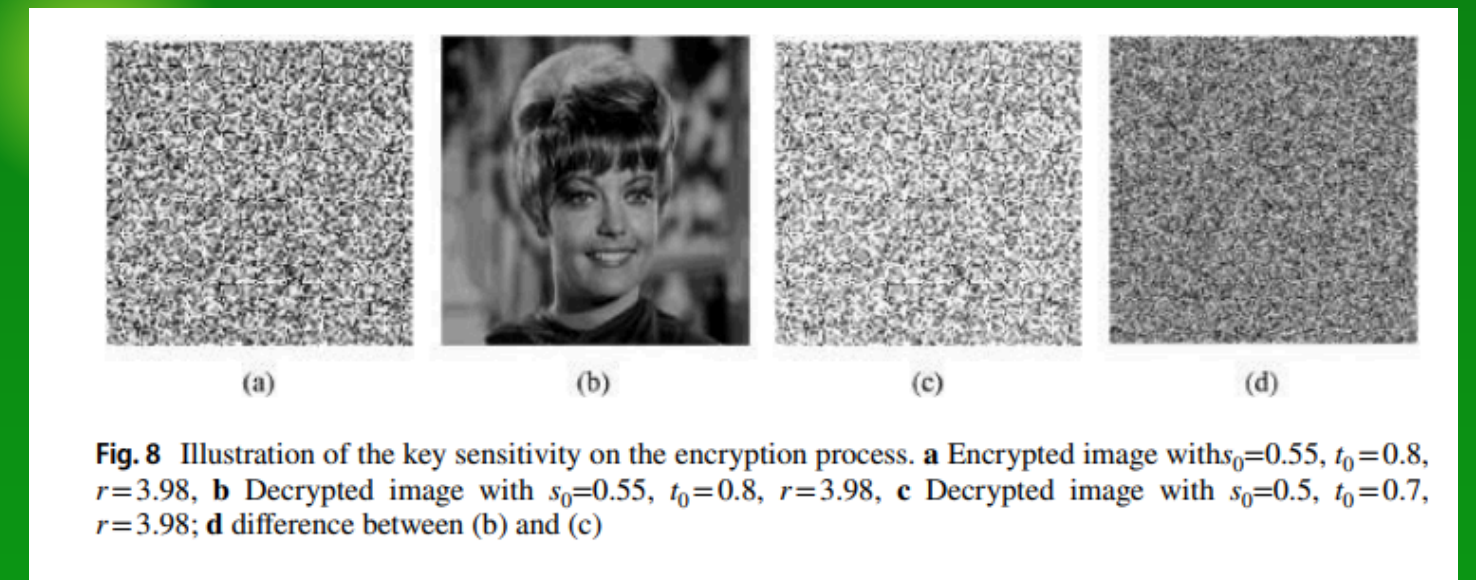 (a) (b) (c) (d)
Fig. 8 Illustration of the key sensitivity on the encryption process. a Encrypted image withs₀=0.55, t₀=0.8,
r=3.98, b Decrypted image with s₀=0.55, t₀=0.8, r=3.98, c Decrypted image with s₀=0.5, t₀=0.7,
r=3.98; d difference between (b) and (c)